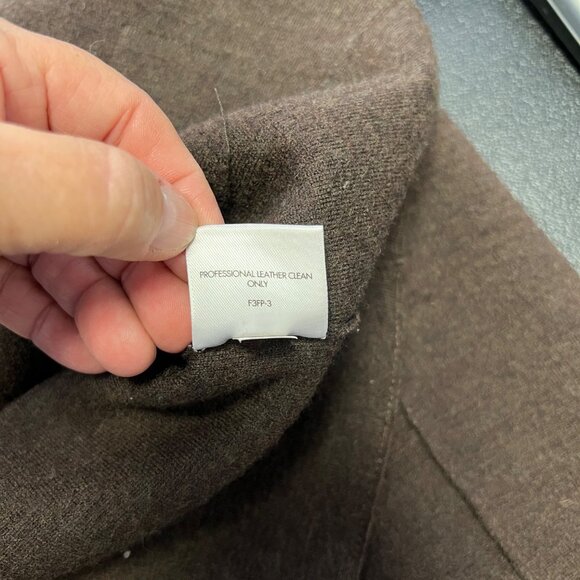 PROFESSIONAL LEATHER CLEAN
ONLY
F3FP-3